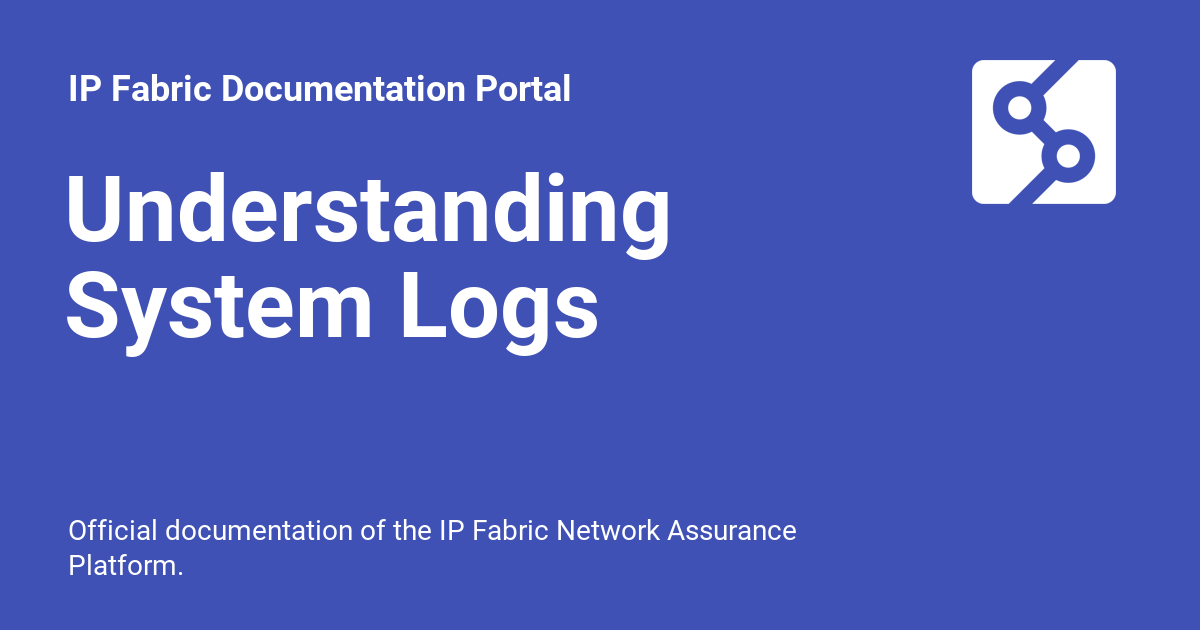 IP Fabric Documentation Portal
Understanding
System Logs
Official documentation of the IP Fabric Network Assurance
Platform.